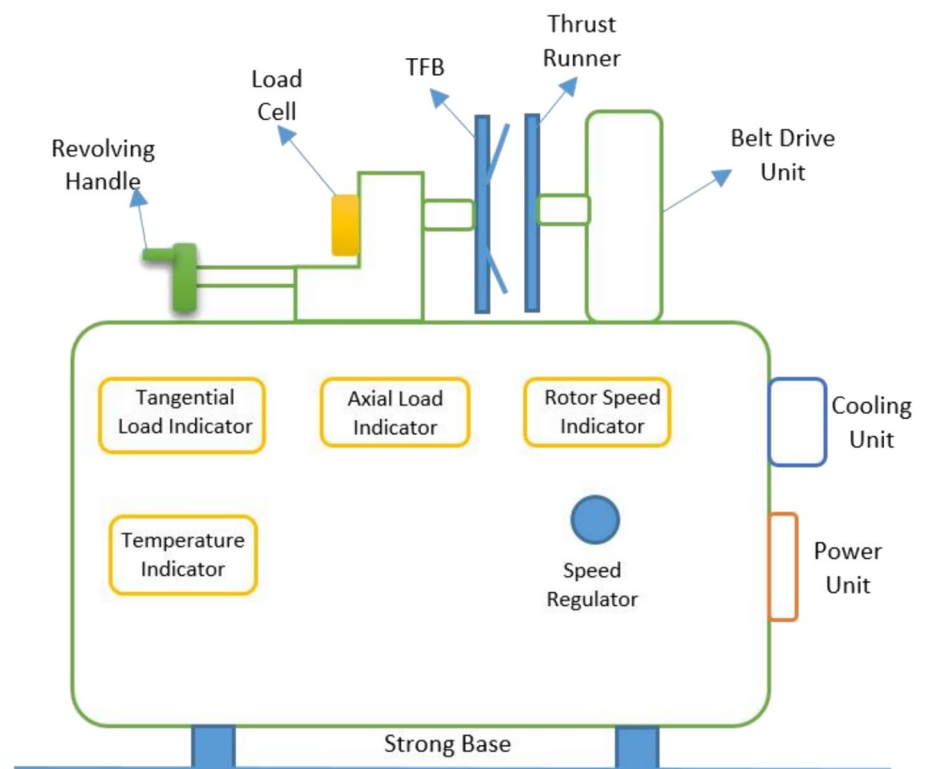 Thrust
Runner
TFB
Load
Cell
Revolving
Handle
Belt Drive
Unit
Tangential
Load Indicator
Axial Load
Indicator
Rotor Speed
Indicator
Cooling
Unit
Temperature
Indicator
Speed
Regulator
Power
Unit
Strong Base